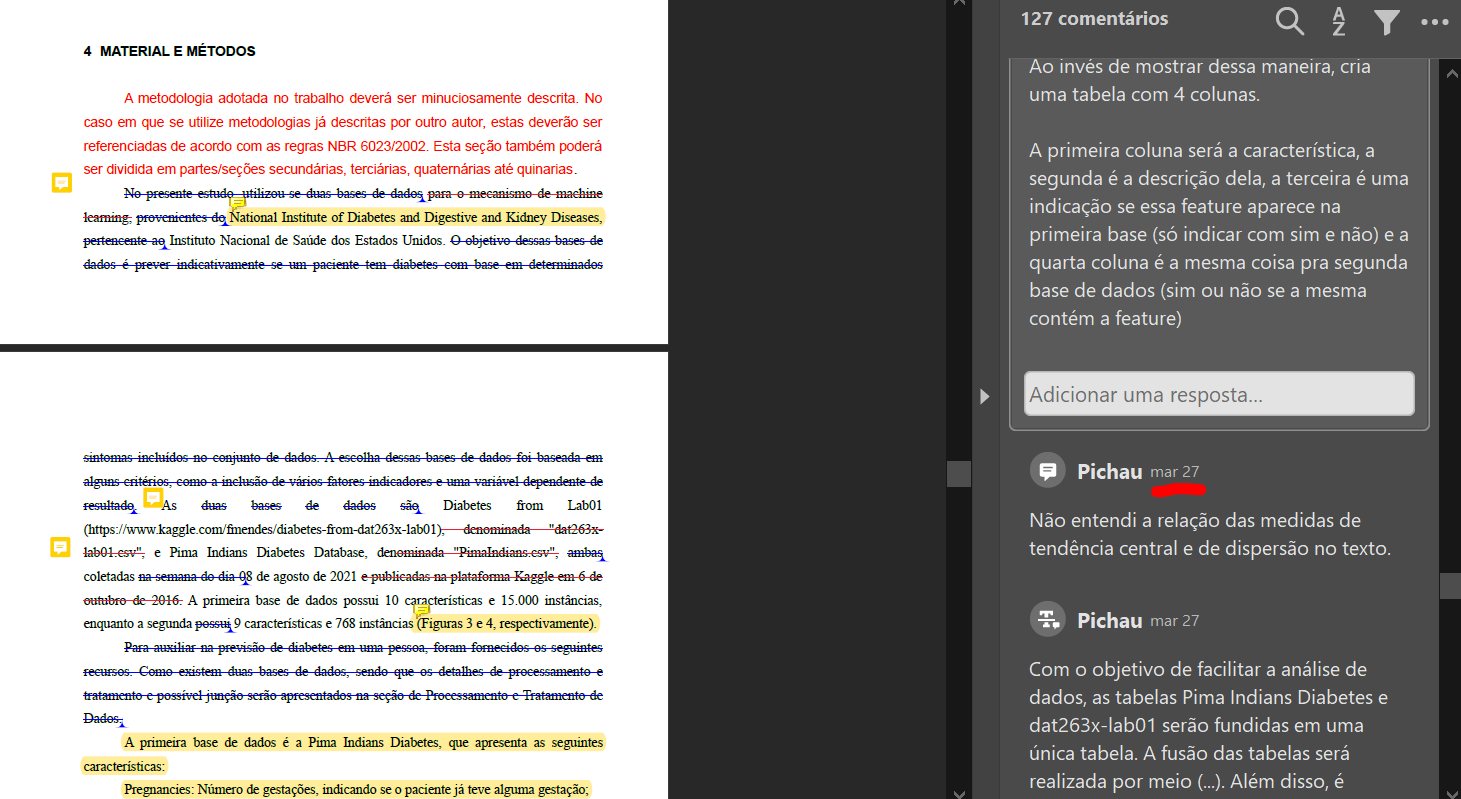 4 MATERIAL E MÉTODOS
A metodologia adotada no trabalho deverá ser minuciosamente descrita. No
caso em que se utilize metodologias já descritas por outro autor, estas deverão ser
referenciadas de acordo com as regras NBR 6023/2002. Esta seção também poderá
ser dividida em partes/seções secundárias, terciárias, quaternárias até quinarias.
No presente estudo, utilizou-se duas bases de dados para o mecanismo de machine
learning, provenientes do National Institute of Diabetes and Digestive and Kidney Diseases,
pertencente ao Instituto Nacional de Saúde dos Estados Unidos. O objetivo dessas bases de
dados é prever indicativamente se um paciente tem diabetes com base em determinados
sintomas incluídos no conjunto de dados. A escolha dessas bases de dados foi baseada em
alguns critérios, como a inclusão de vários fatores indicadores e uma variável dependente de
resultado. As duas bases de dados são Diabetes from Lab01
(https://www.kaggle.com/fmendes/diabetes-from-dat263x-lab01), denominada "dat263x-
lab01.csv", e Pima Indians Diabetes Database, denominada "PimaIndians.csv", ambas
coletadas na semana do dia 08 de agosto de 2021 e publicadas na plataforma Kaggle em 6 de
outubro de 2016. A primeira base de dados possui 10 características e 15.000 instâncias,
enquanto a segunda possui 9 características e 768 instâncias (Figuras 3 e 4, respectivamente).
Para auxiliar na previsão de diabetes em uma pessoa, foram fornecidos os seguintes
recursos. Como existem duas bases de dados, sendo que os detalhes de processamento e
tratamento e possível junção serão apresentados na seção de Processamento e Tratamento de
Dados.
A primeira base de dados é a Pima Indians Diabetes, que apresenta as seguintes
características:
Pregnancies: Número de gestações, indicando se o paciente já teve alguma gestação;
127 comentários
A
Z
Ao invés de mostrar dessa maneira, cria
uma tabela com 4 colunas.
A primeira coluna será a característica, a
segunda é a descrição dela, a terceira é uma
indicação se essa feature aparece na
primeira base (só indicar com sim e não) e a
quarta coluna é a mesma coisa pra segunda
base de dados (sim ou não se a mesma
contém a feature)
Adicionar uma resposta...
Pichau mar 27
Não entendi a relação das medidas de
tendência central e de dispersão no texto.
Pichau mar 27
Com o objetivo de facilitar a análise de
dados, as tabelas Pima Indians Diabetes e
dat263x-lab01 serão fundidas em uma
única tabela. A fusão das tabelas será
realizada por meio (...). Além disso, é